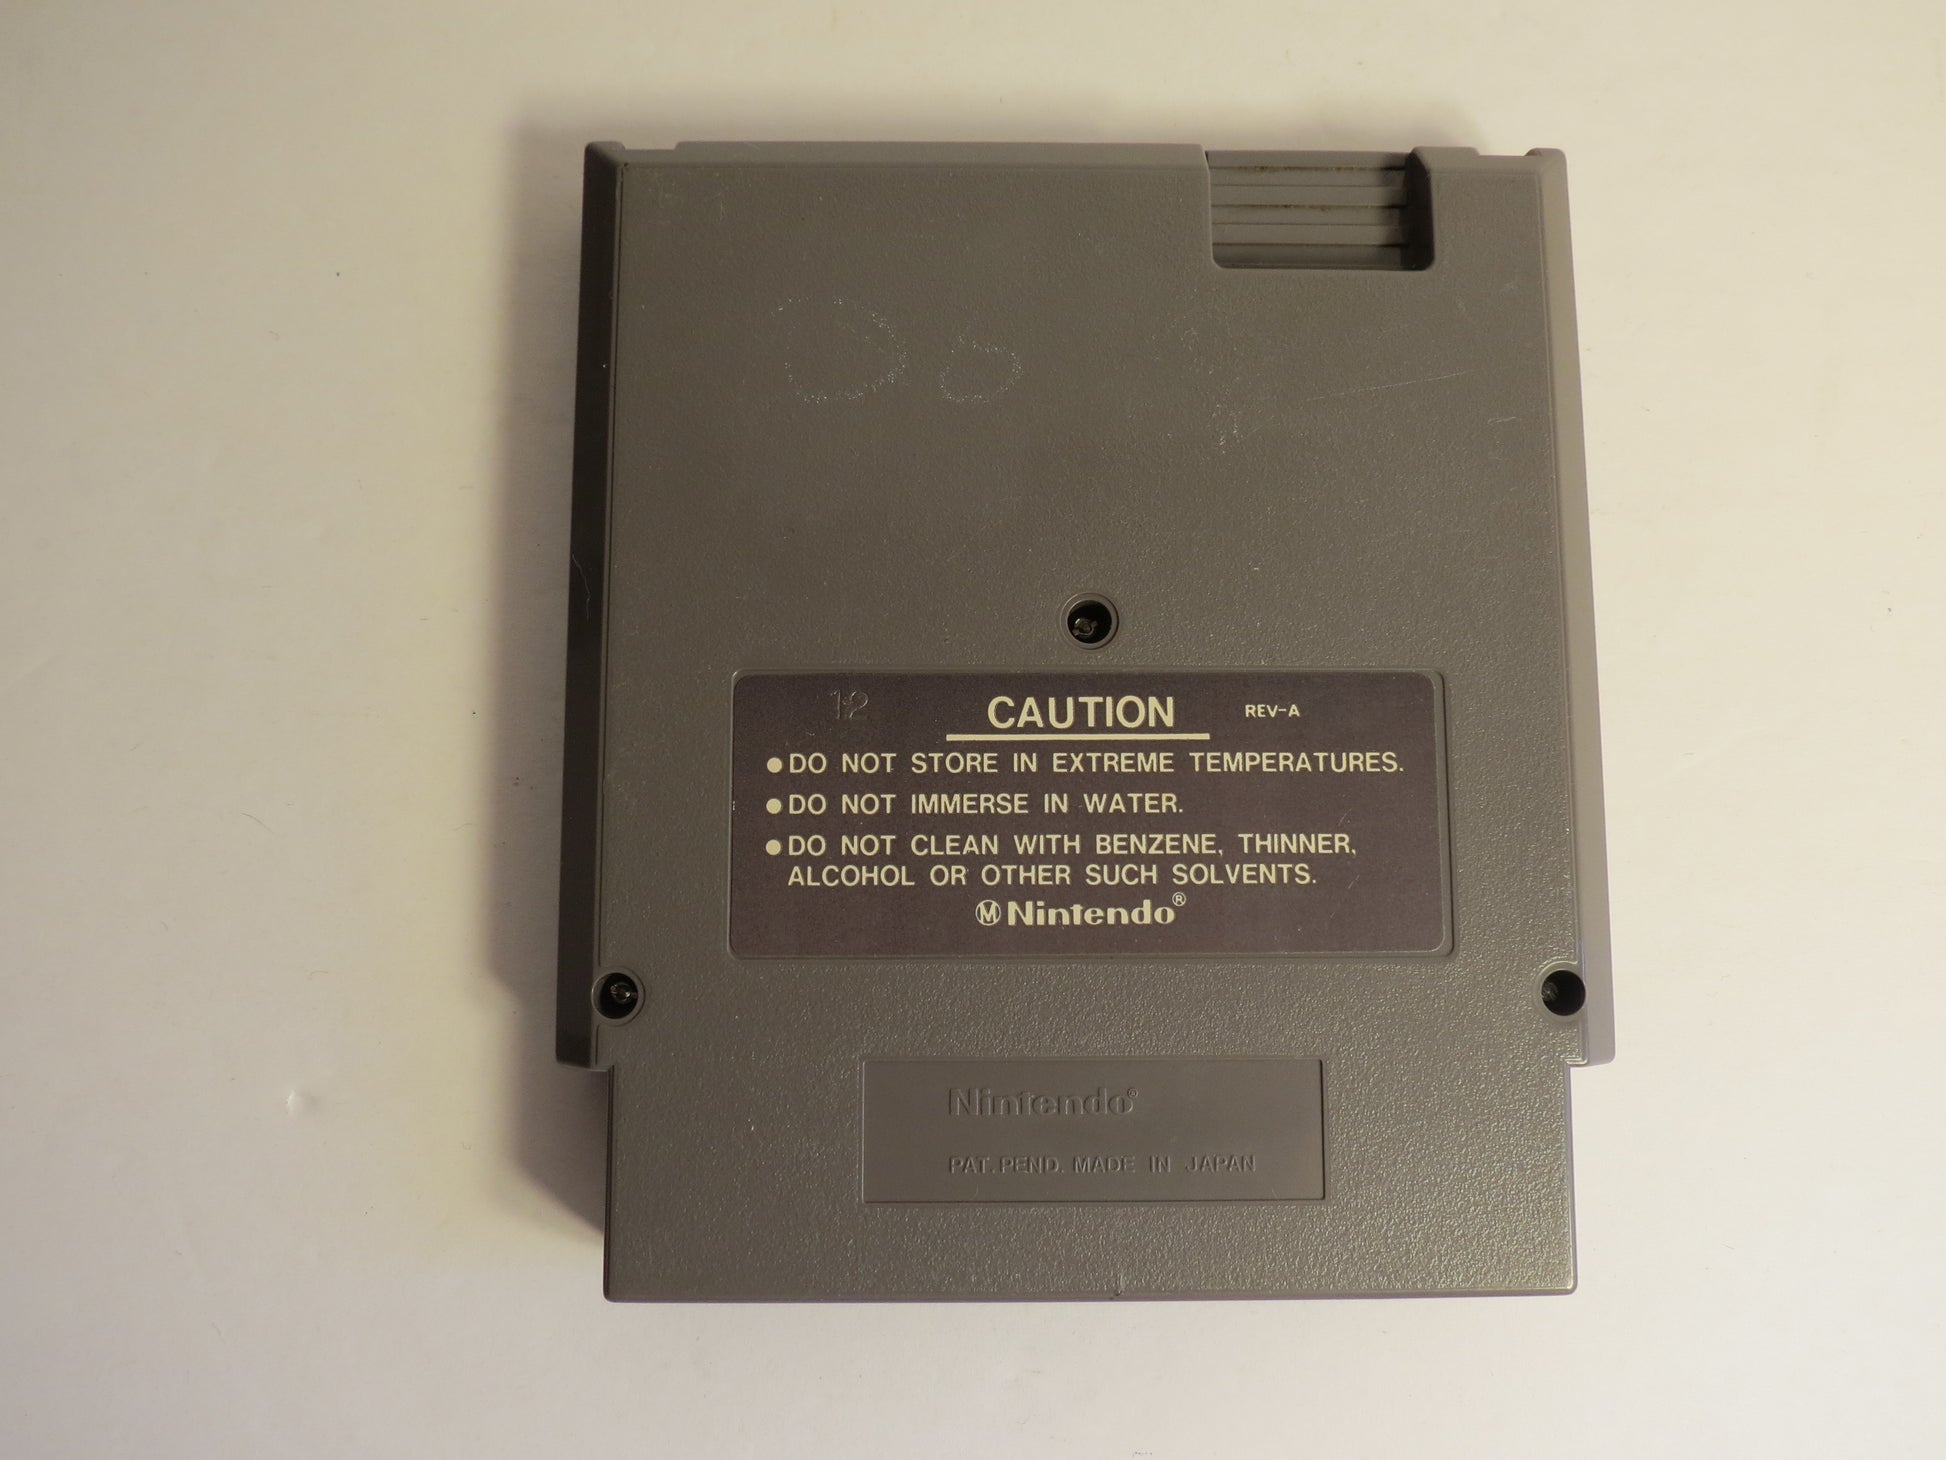 12 CAUTION REV-A
●DO NOT STORE IN EXTREME TEMPERATURES.
●DO NOT IMMERSE IN WATER.
●DO NOT CLEAN WITH BENZENE, THINNER,
ALCOHOL OR OTHER SUCH SOLVENTS.
Ⓜ Nintendo®
Nintendo®
PAT. PEND. MADE IN JAPAN